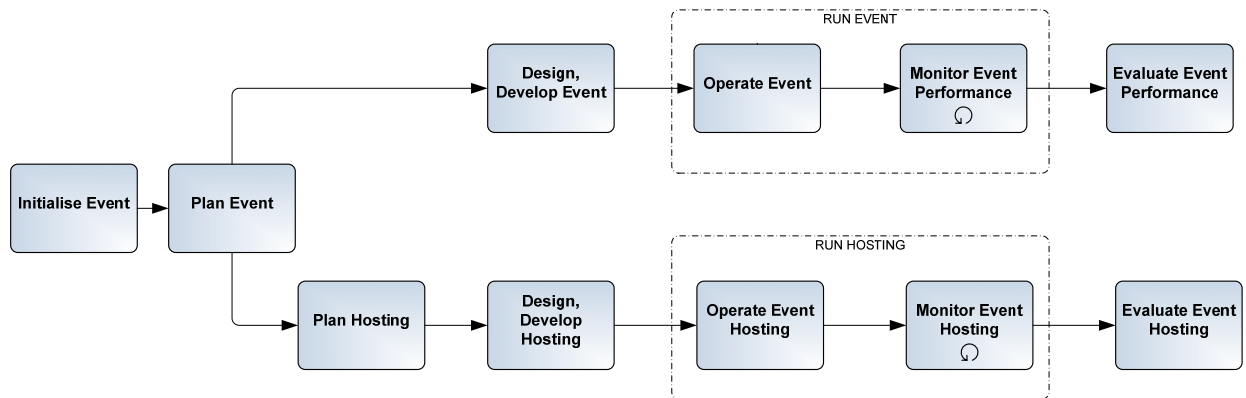 RUN EVENT
Design,
Develop Event
Operate Event
Monitor Event
Performance
Evaluate Event
Performance
Initialise Event
Plan Event
RUN HOSTING
Plan Hosting
Design,
Develop
Hosting
Operate Event
Hosting
Monitor Event
Hosting
Evaluate Event
Hosting